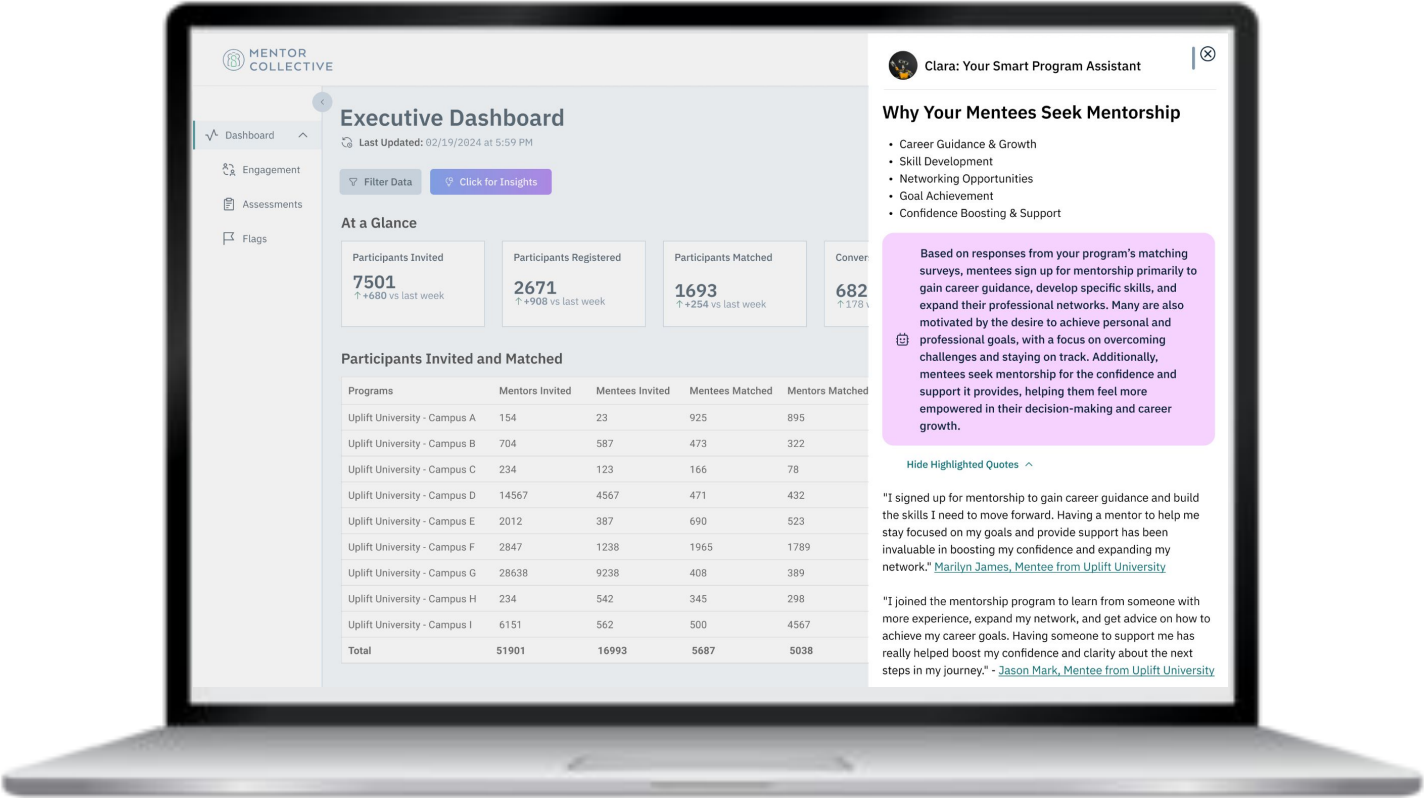 MENTOR
COLLECTIVE
Dashboard
Engagement
Assessments
Flags
Executive Dashboard
Last Updated: 02/19/2024 at 5:59 PM
Filter Data
Click for Insights
At a Glance
Participants Invited
7501
↑ +680 vs last week
Participants Registered
2671
↑ +908 vs last week
Participants Matched
1693
↑ +254 vs last week
Conver
682
↑ 178
Participants Invited and Matched
Programs Mentors Invited Mentees Invited Mentees Matched Mentors Matched
Uplift University - Campus A 154 23 925 895
Uplift University - Campus B 704 587 473 322
Uplift University - Campus C 234 123 166 78
Uplift University - Campus D 14567 4567 471 432
Uplift University - Campus E 2012 387 690 523
Uplift University - Campus F 2847 1238 1965 1789
Uplift University - Campus G 28638 9238 408 389
Uplift University - Campus H 234 542 345 298
Uplift University - Campus I 6151 562 500 4567
Total 51901 16993 5687 5038
Clara: Your Smart Program Assistant
Why Your Mentees Seek Mentorship
• Career Guidance & Growth
• Skill Development
• Networking Opportunities
• Goal Achievement
• Confidence Boosting & Support
Based on responses from your program’s matching
surveys, mentees sign up for mentorship primarily to
gain career guidance, develop specific skills, and
expand their professional networks. Many are also
motivated by the desire to achieve personal and
professional goals, with a focus on overcoming
challenges and staying on track. Additionally,
mentees seek mentorship for the confidence and
support it provides, helping them feel more
empowered in their decision-making and career
growth.
Hide Highlighted Quotes
"I signed up for mentorship to gain career guidance and build
the skills I need to move forward. Having a mentor to help me
stay focused on my goals and provide support has been
invaluable in boosting my confidence and expanding my
network." Marilyn James, Mentee from Uplift University
"I joined the mentorship program to learn from someone with
more experience, expand my network, and get advice on how to
achieve my career goals. Having someone to support me has
really helped boost my confidence and clarity about the next
steps in my journey." - Jason Mark, Mentee from Uplift University